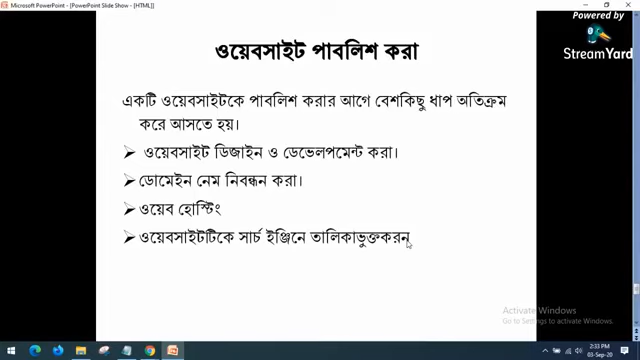 Microsoft PowerPoint - [PowerPoint Slide Show - [HTML]]
Powered by
StreamYard
ওয়েবসাইট পাবলিশ করা
একটি ওয়েবসাইটকে পাবলিশ করার আগে বেশকিছু ধাপ অতিক্রম
করে আসতে হয়।
➢ ওয়েবসাইট ডিজাইন ও ডেভেলপমেন্ট করা।
➢ ডোমেইন নেম নিবন্ধন করা।
➢ ওয়েব হোস্টিং
➢ ওয়েবসাইটটিকে সার্চ ইঞ্জিনে তালিকাভুক্তকরন
Activate Windows
Go to Settings to activate Windows.
2:33 PM
03-Sep-20